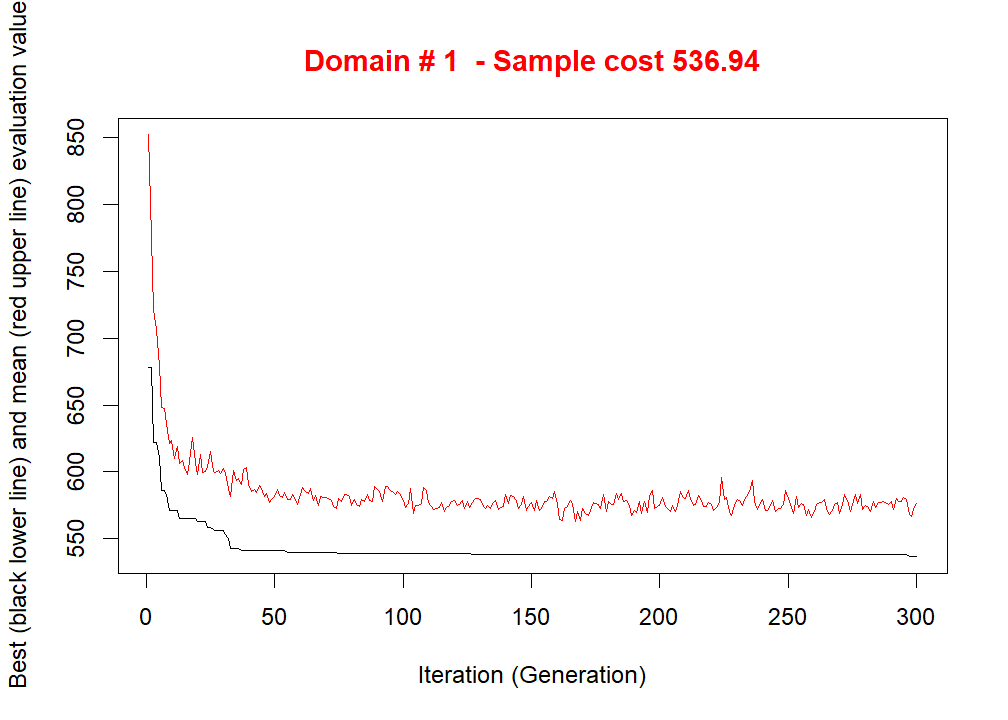 Domain # 1  - Sample cost 536.94
Best (black lower line) and mean (red upper line) evaluation value
850
800
750
700
650
600
550
0 50 100 150 200 250 300
Iteration (Generation)